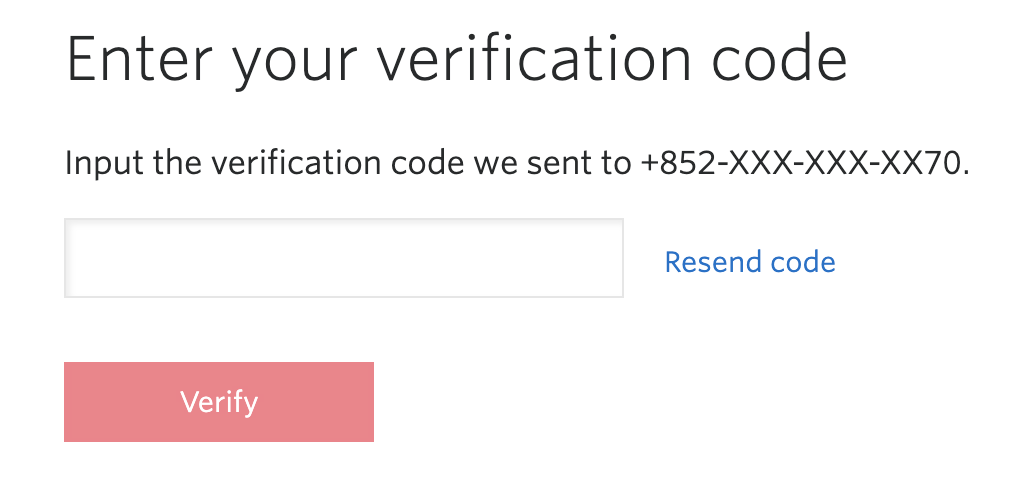 Enter your verification code
Input the verification code we sent to +852-XXX-XXX-XX70.
Resend code
Verify